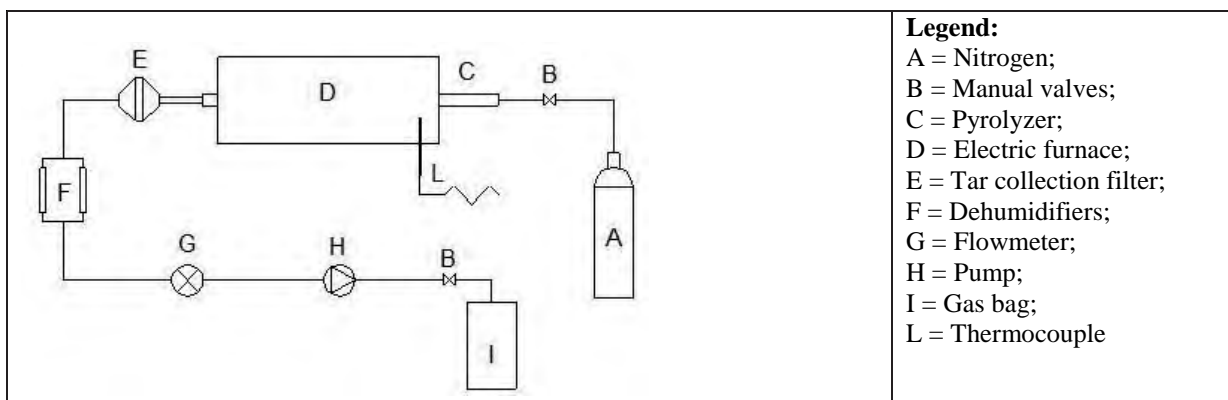 E
D
C
B
F
L
A
G
H
B
I
Legend:
A = Nitrogen;
B = Manual valves;
C = Pyrolyzer;
D = Electric furnace;
E = Tar collection filter;
F = Dehumidifiers;
G = Flowmeter;
H = Pump;
I = Gas bag;
L = Thermocouple